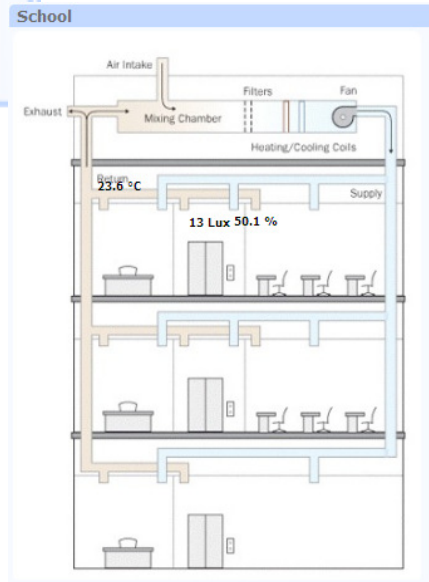 School
Air Intake
Filters
Fan
Exhaust
Mixing Chamber
Heating/Cooling Coils
Return
23.6 °C
Supply
13 Lux 50.1 %